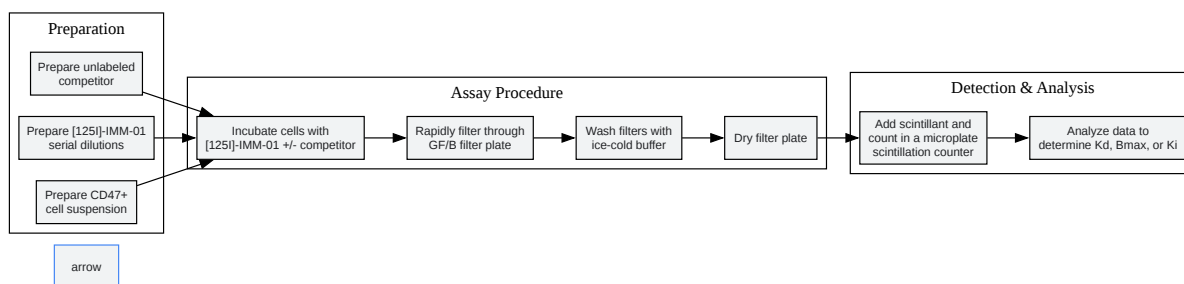 Preparation
Prepare unlabeled
competitor
Prepare [125I]-IMM-01
serial dilutions
Prepare CD47+
cell suspension
arrow
Assay Procedure
Incubate cells with
[125I]-IMM-01 +/- competitor
Rapidly filter through
GF/B filter plate
Wash filters with
ice-cold buffer
Dry filter plate
Detection & Analysis
Add scintillant and
count in a microplate
scintillation counter
Analyze data to
determine Kd, Bmax, or Ki